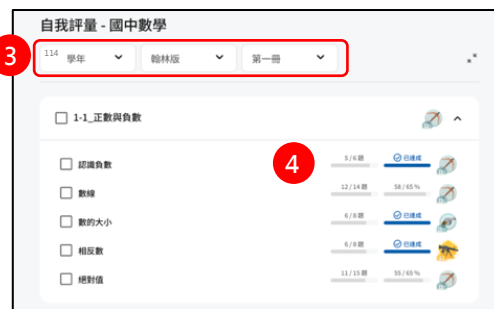 自我評量 - 國中數學
3
114 學年 翰林版 第一冊
1-1_正數與負數
4
認識負數 5 / 6 題 已達成
數線 12 / 14 題 58 / 65 %
數的大小 6 / 8 題 已達成
相反數 6 / 8 題 已達成
絕對值 11 / 15 題 55 / 65 %